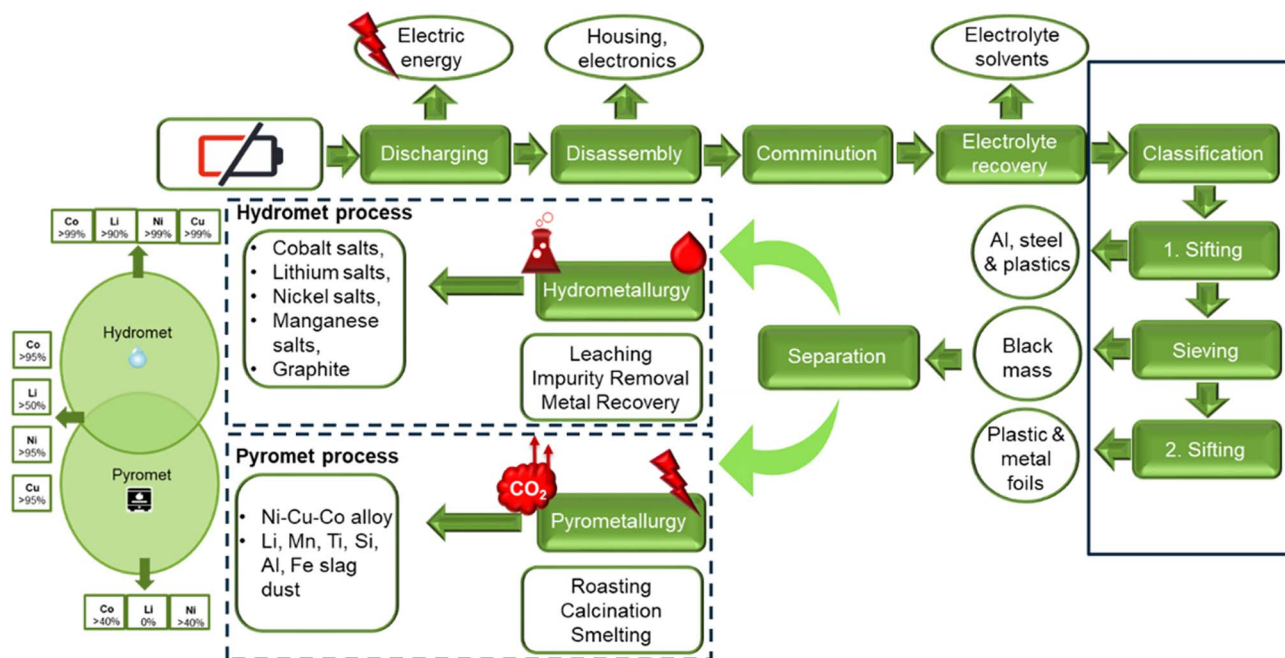 Electric
energy
Housing,
electronics
Electrolyte
solvents
Discharging
Disassembly
Comminution
Electrolyte
recovery
Classification
1. Sifting
Sieving
2. Sifting
Al, steel
& plastics
Black
mass
Plastic &
metal
foils
Separation
Hydromet process
• Cobalt salts,
• Lithium salts,
• Nickel salts,
• Manganese
salts,
• Graphite
Hydrometallurgy
Leaching
Impurity Removal
Metal Recovery
Pyromet process
• Ni-Cu-Co alloy
• Li, Mn, Ti, Si,
Al, Fe slag
dust
CO2
Pyrometallurgy
Roasting
Calcination
Smelting
Co
>99%
Li
>90%
Ni
>99%
Cu
>99%
Hydromet
Co
>95%
Li
>50%
Ni
>95%
Cu
>95%
Pyromet
Co
>40%
Li
0%
Ni
>40%